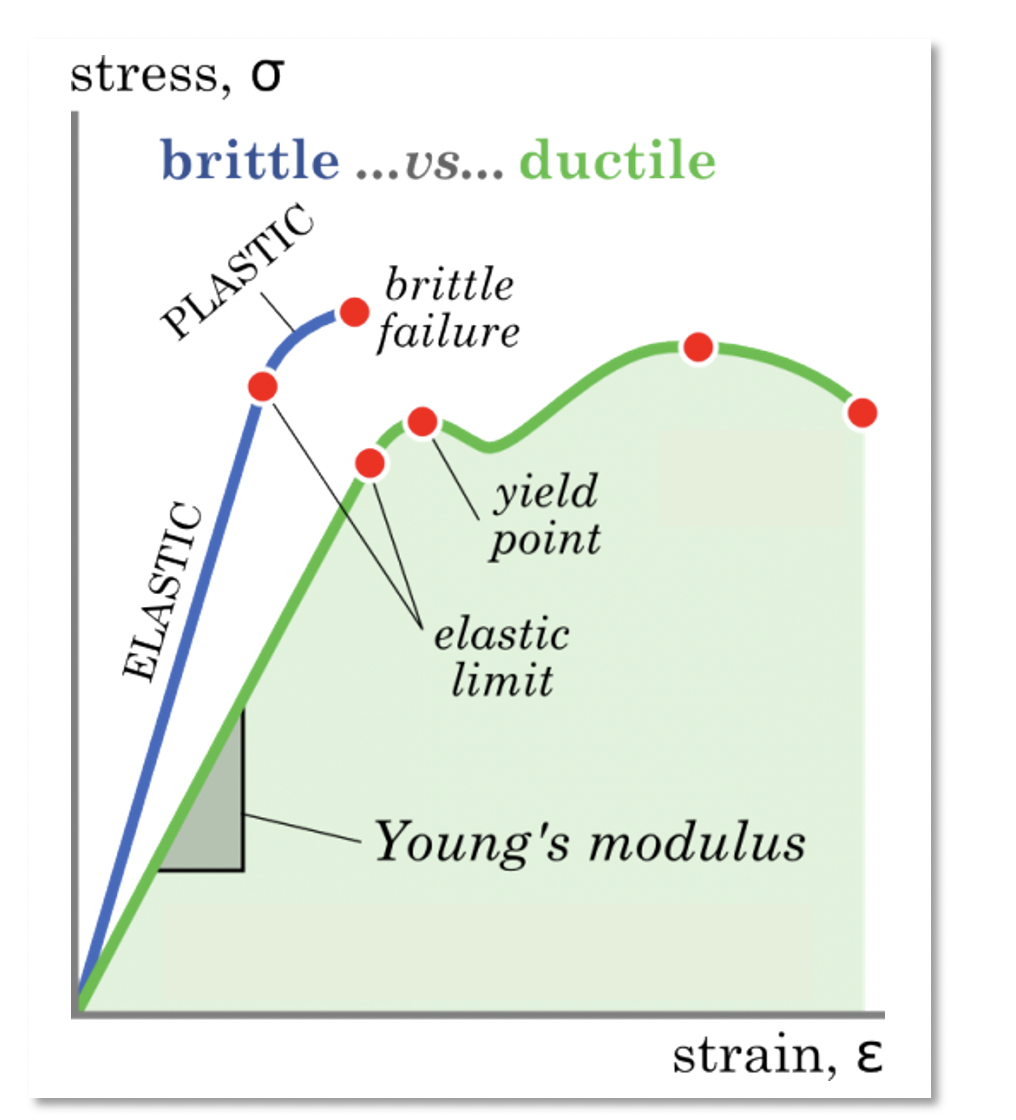 stress, σ
brittle ...vs... ductile
PLASTIC
brittle
failure
ELASTIC
yield
point
elastic
limit
Young's modulus
strain, ε